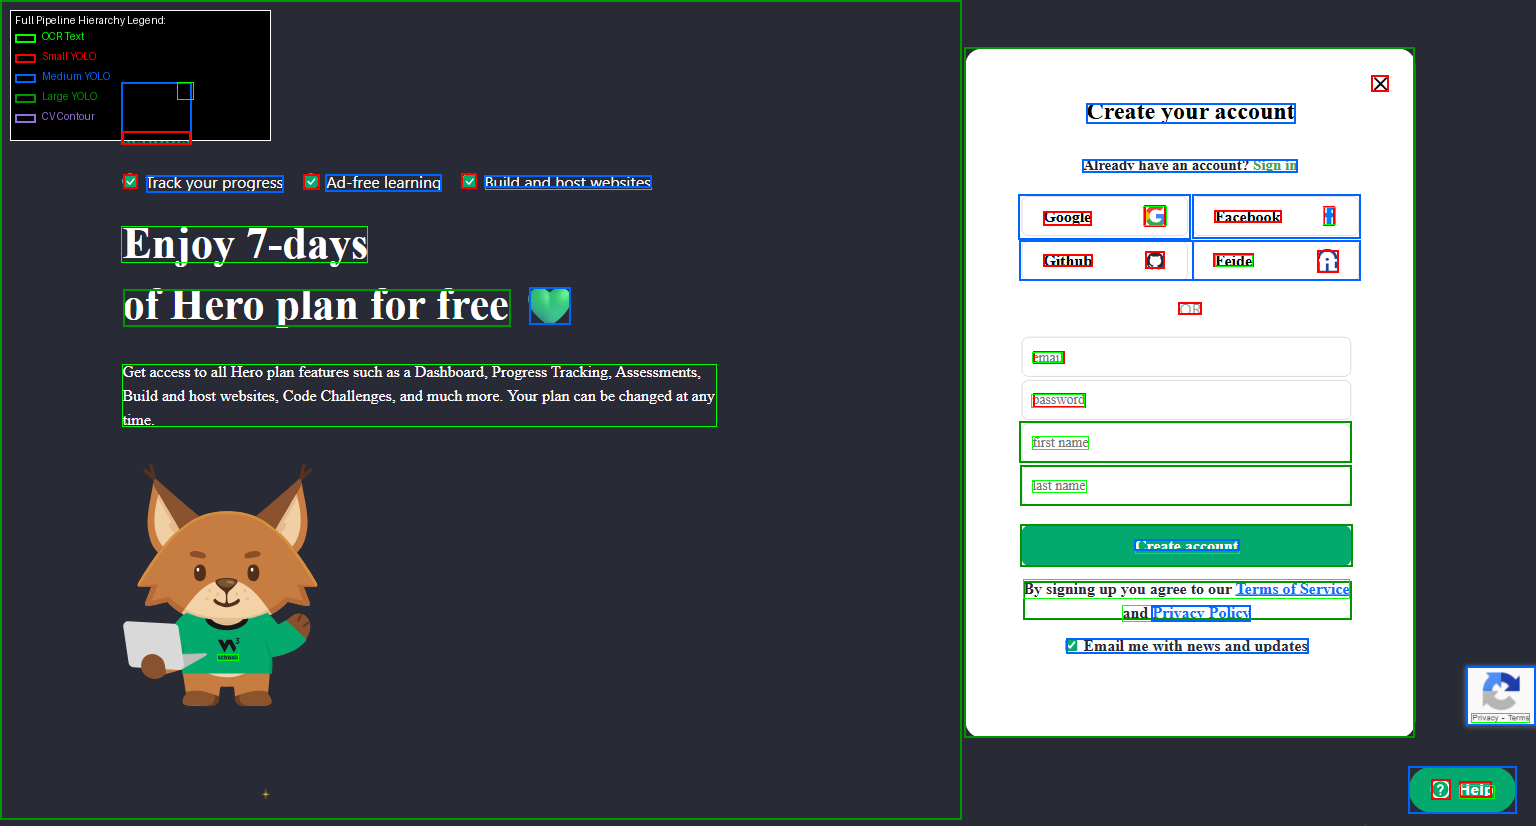 Full Pipeline Hierarchy Legend:
OCR Text
Small YOLO
Medium YOLO
Large YOLO
CV Contour
Track your progress
Ad-free learning
Build and host websites
Enjoy 7-days
of Hero plan for free
Get access to all Hero plan features such as a Dashboard, Progress Tracking, Assessments,
Build and host websites, Code Challenges, and much more. Your plan can be changed at any
time.
schools
3
Create your account
Already have an account? Sign in
Google
Facebook
Github
Feide
OR
email
password
first name
last name
Create account
By signing up you agree to our Terms of Service
and Privacy Policy
Email me with news and updates
Privacy - Terms
? Help